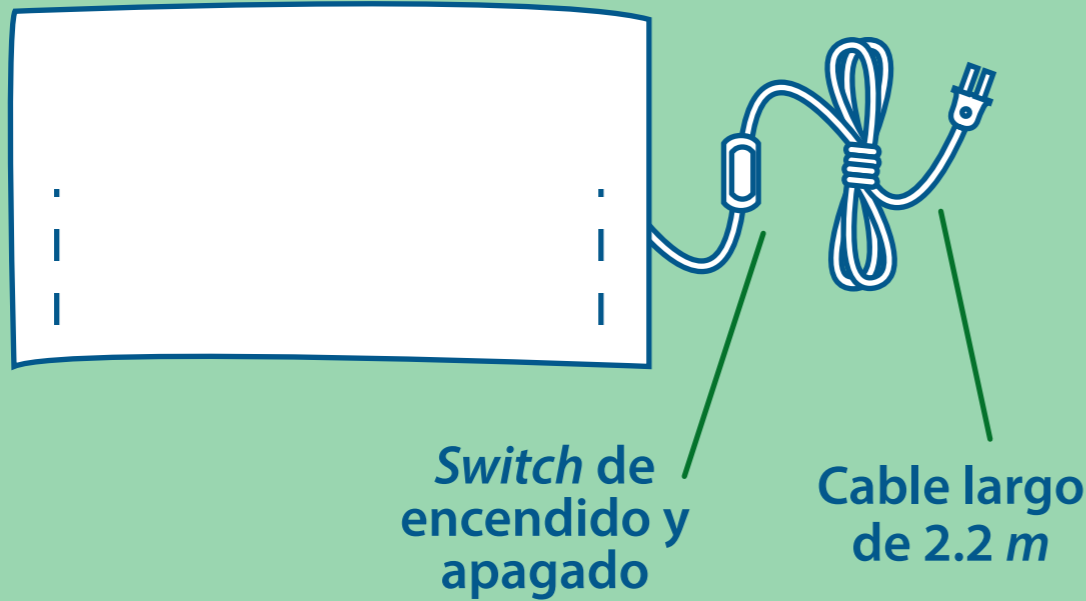 Switch de
encendido y
apagado
Cable largo
de 2.2 m